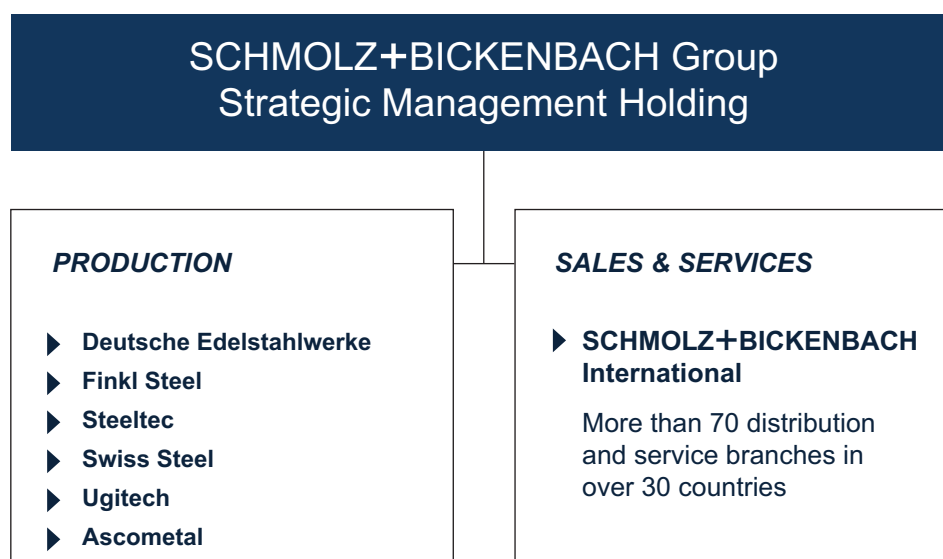 SCHMOLZ+BICKENBACH Group
Strategic Management Holding
PRODUCTION
Deutsche Edelstahlwerke
Finkl Steel
Steeltec
Swiss Steel
Ugitech
Ascometal
SALES & SERVICES
SCHMOLZ+BICKENBACH
International
More than 70 distribution
and service branches in
over 30 countries